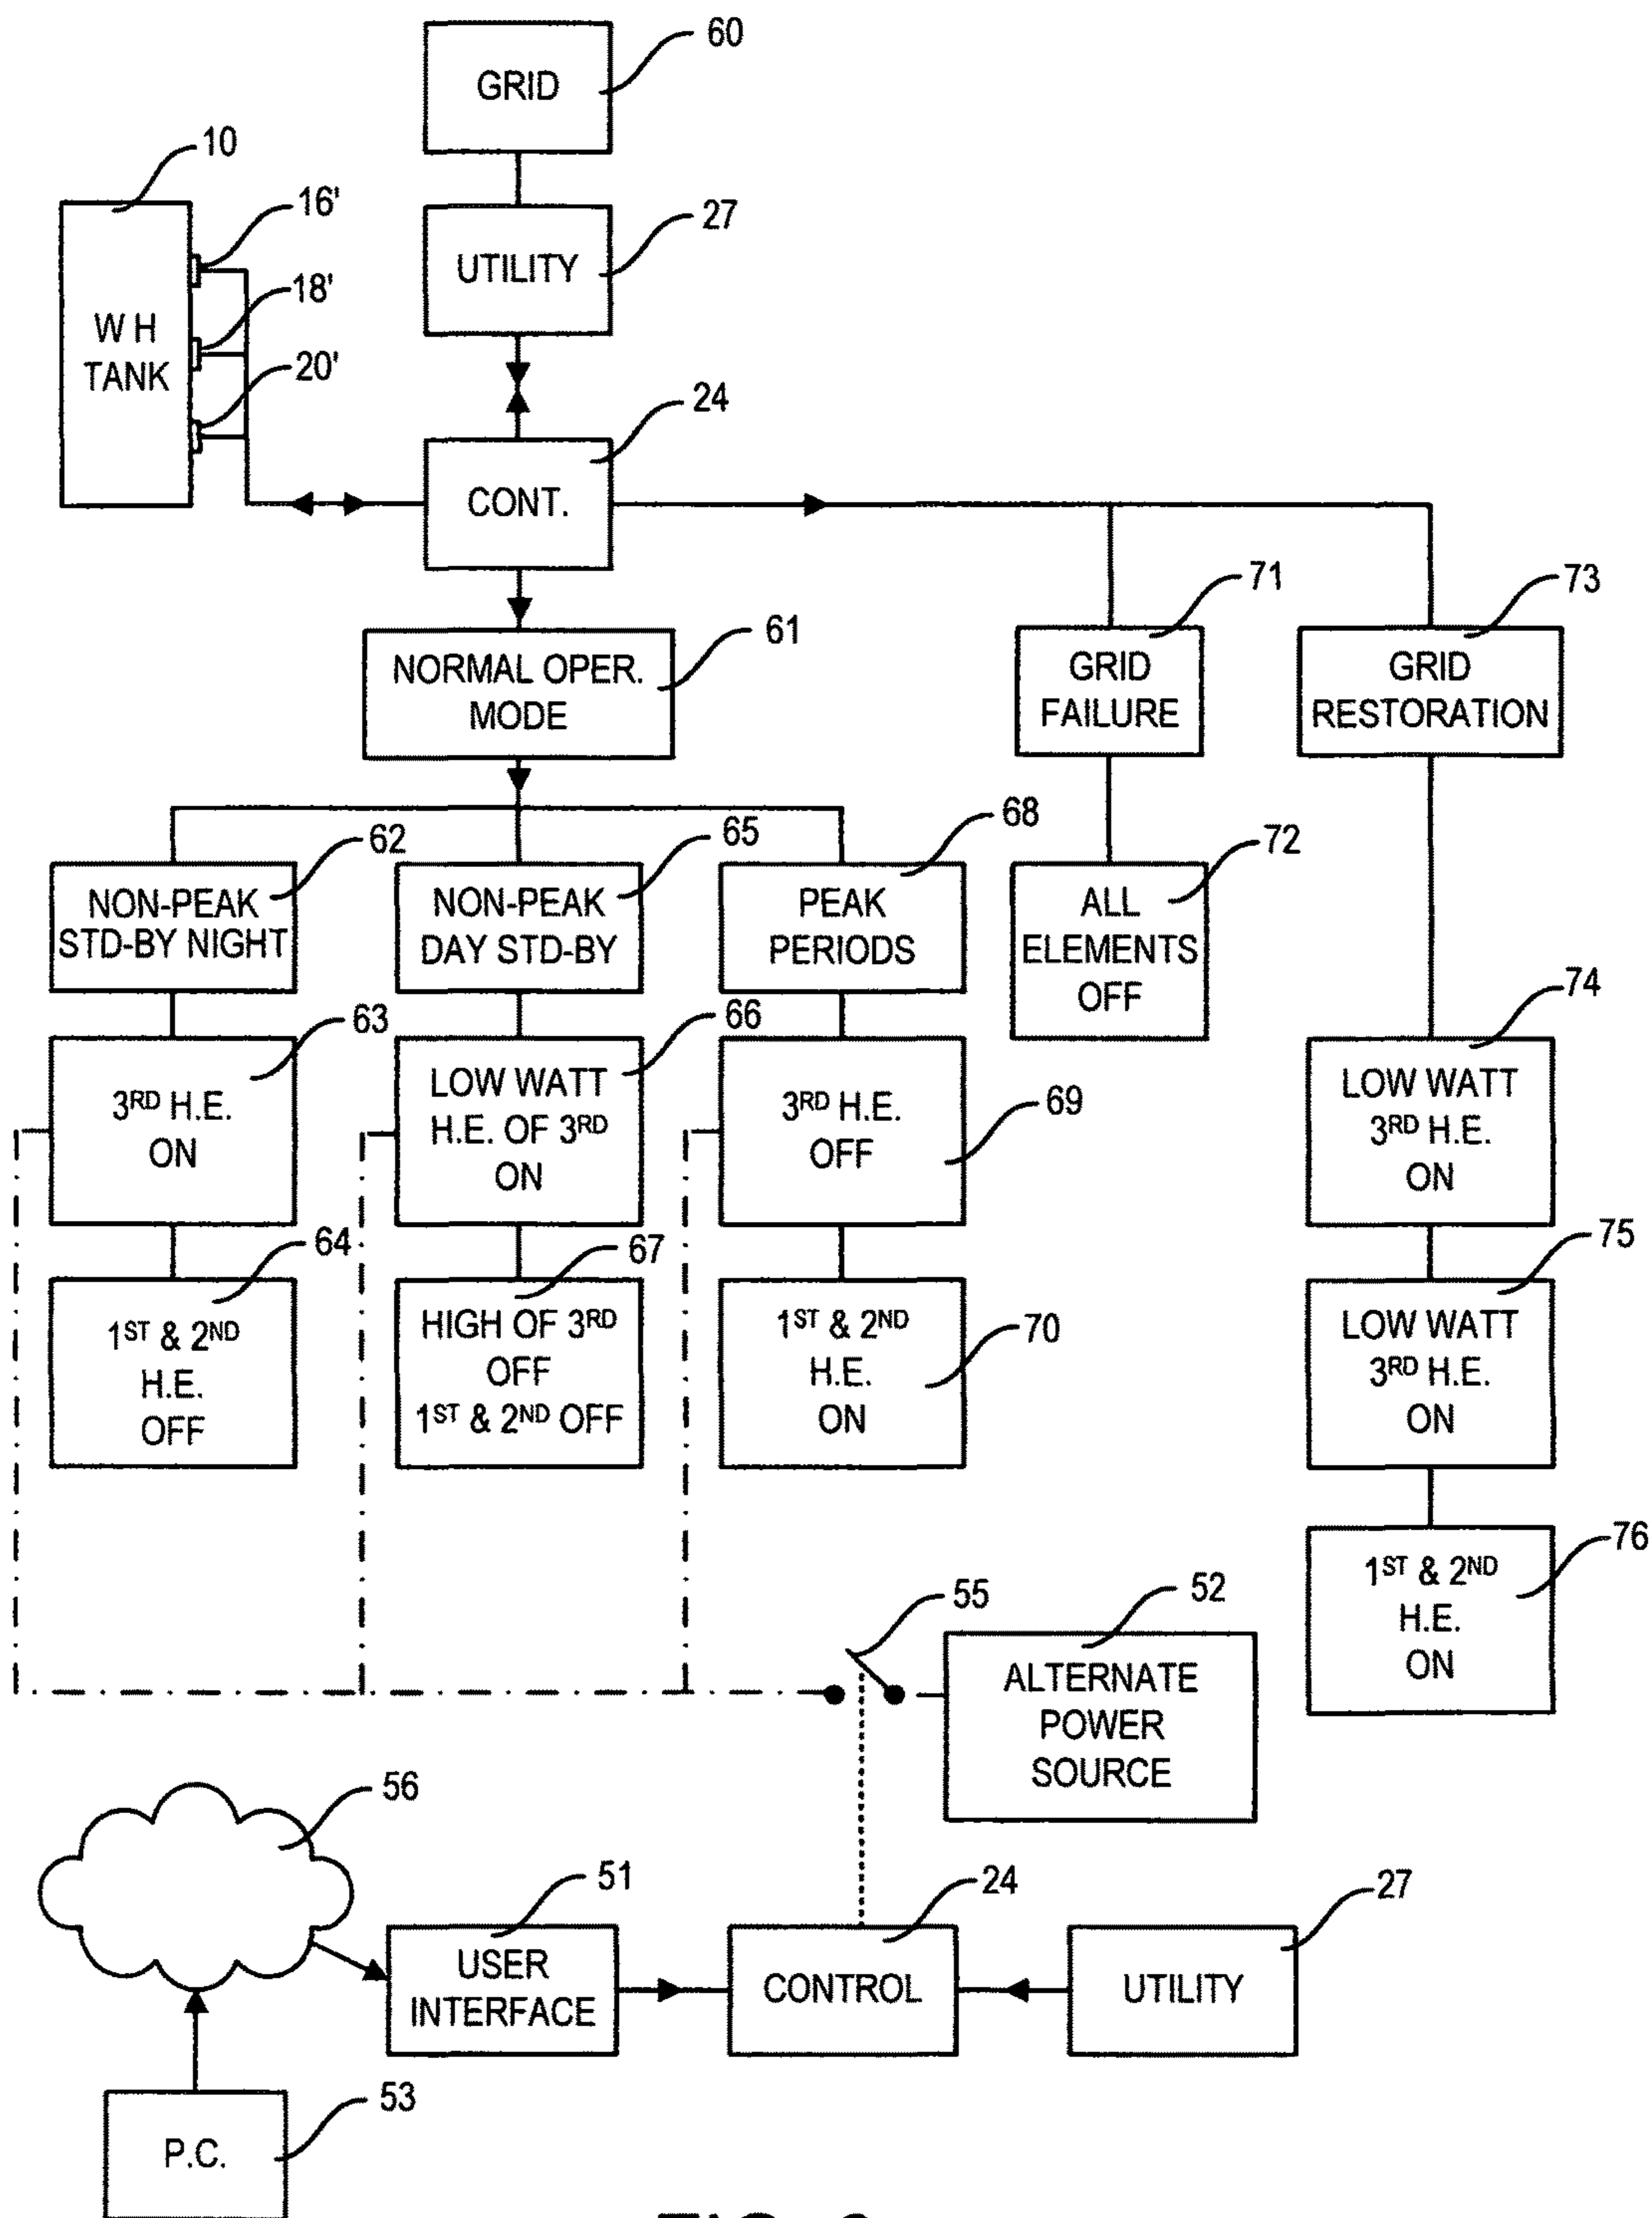 60
GRID
10
16'
27
UTILITY
18'
W H
TANK
20'
24
CONT.
71
73
61
NORMAL OPER.
MODE
GRID
FAILURE
GRID
RESTORATION
62
65
68
72
NON-PEAK
STD-BY NIGHT
NON-PEAK
DAY STD-BY
PEAK
PERIODS
ALL
ELEMENTS
OFF
63
66
69
74
3RD H.E.
ON
LOW WATT
H.E. OF 3RD
ON
3RD H.E.
OFF
LOW WATT
3RD H.E.
ON
64
67
70
75
1ST & 2ND
H.E.
OFF
HIGH OF 3RD
OFF
1ST & 2ND OFF
1ST & 2ND
H.E.
ON
LOW WATT
3RD H.E.
ON
76
1ST & 2ND
H.E.
ON
55
52
ALTERNATE
POWER
SOURCE
56
51
24
27
USER
INTERFACE
CONTROL
UTILITY
53
P.C.